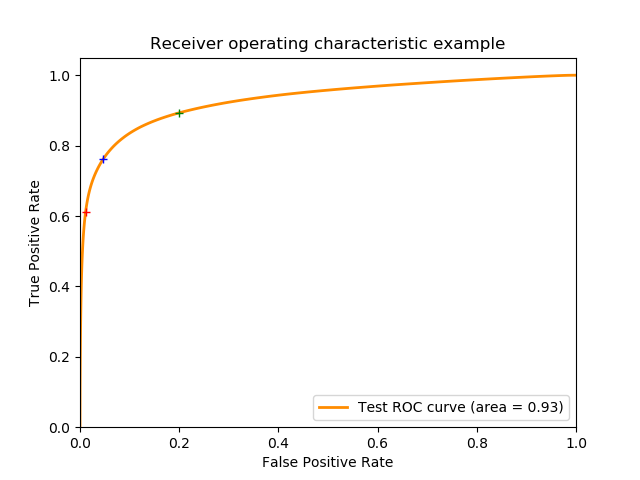 Receiver operating characteristic example
True Positive Rate
1.0
0.8
0.6
0.4
0.2
0.0
Test ROC curve (area = 0.93)
0.0 0.2 0.4 0.6 0.8 1.0
False Positive Rate